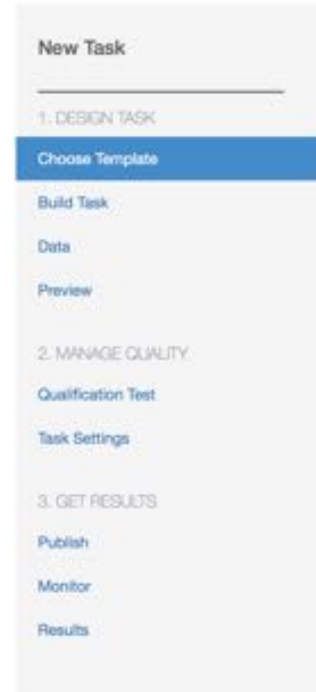 New Task
1. DESIGN TASK
Choose Template
Build Task
Data
Preview
2. MANAGE QUALITY
Qualification Test
Task Settings
3. GET RESULTS
Publish
Monitor
Results